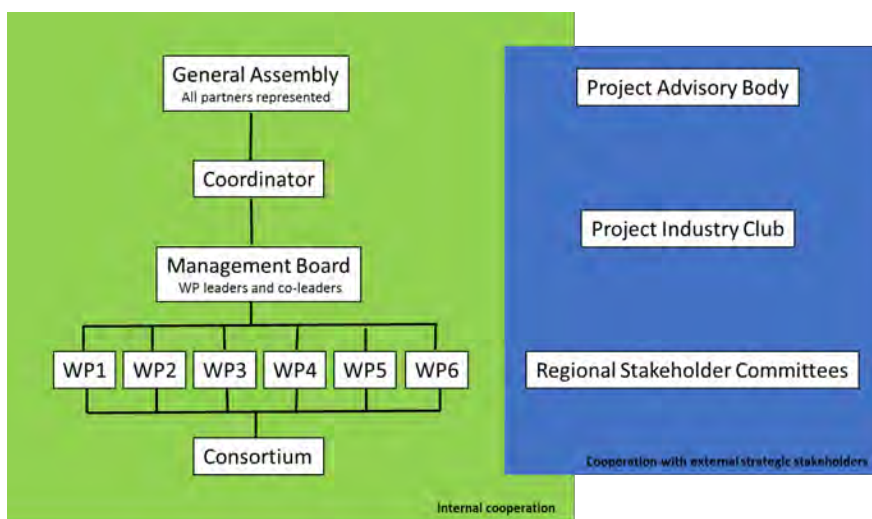 General Assembly
All partners represented
Coordinator
Management Board
WP leaders and co-leaders
WP1 WP2 WP3 WP4 WP5 WP6
Consortium
Internal cooperation
Project Advisory Body
Project Industry Club
Regional Stakeholder Committees
Cooperation with external strategic stakeholders